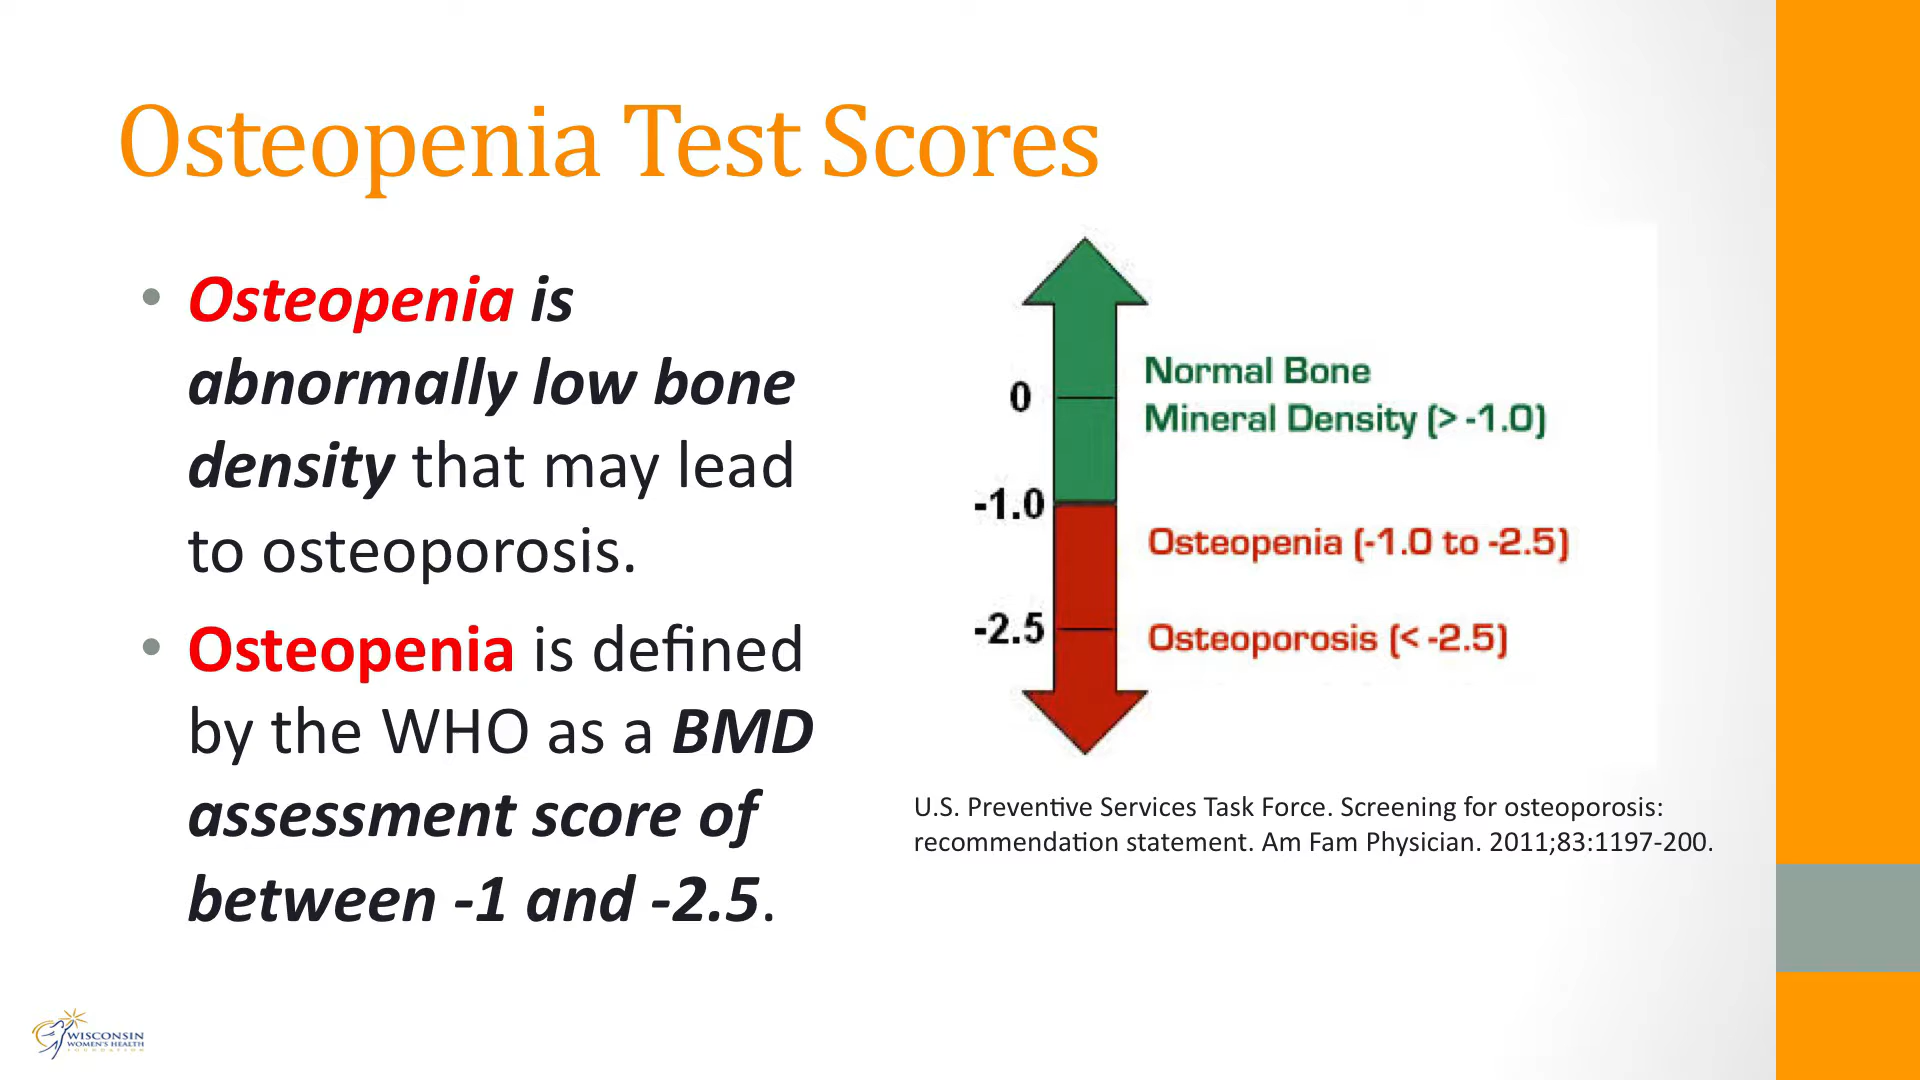 Osteopenia Test Scores
• Osteopenia is
abnormally low bone
density that may lead
to osteoporosis.
• Osteopenia is defined
by the WHO as a BMD
assessment score of
between -1 and -2.5.
0
Normal Bone
Mineral Density (> -1.0)
-1.0
Osteopenia (-1.0 to -2.5)
-2.5
Osteoporosis (< -2.5)
U.S. Preventive Services Task Force. Screening for osteoporosis:
recommendation statement. Am Fam Physician. 2011;83:1197-200.
WISCONSIN
WOMEN'S HEALTH
FOUNDATION